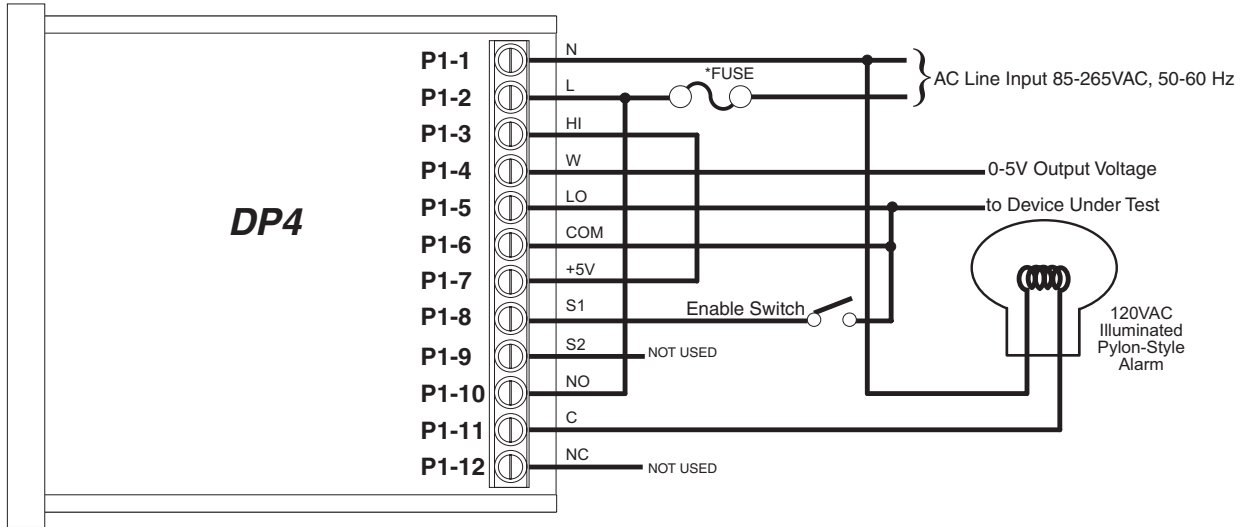 DP4
P1-1
N
P1-2
L
*FUSE
AC Line Input 85-265VAC, 50-60 Hz
P1-3
HI
P1-4
W
0-5V Output Voltage
P1-5
LO
to Device Under Test
P1-6
COM
P1-7
+5V
P1-8
S1
Enable Switch
120VAC
Illuminated
Pylon-Style
Alarm
P1-9
S2
NOT USED
P1-10
NO
P1-11
C
P1-12
NC
NOT USED